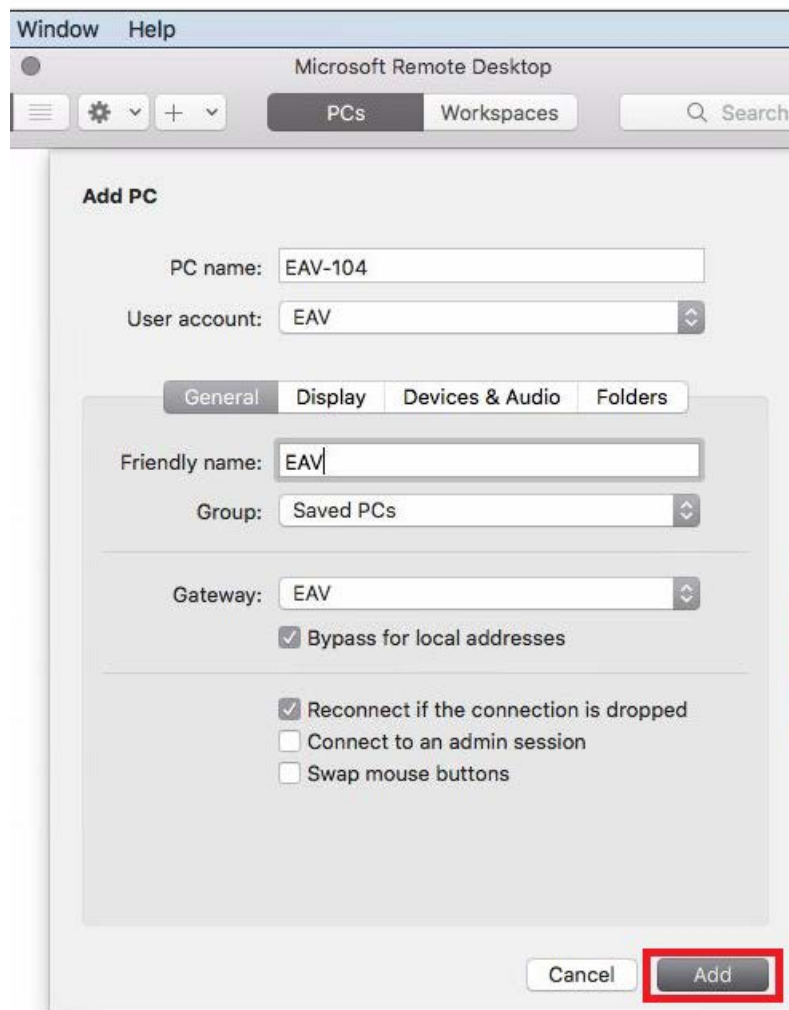 Window Help
Microsoft Remote Desktop
PCs Workspaces Search
Add PC
PC name: EAV-104
User account: EAV
General Display Devices & Audio Folders
Friendly name: EAV
Group: Saved PCs
Gateway: EAV
Bypass for local addresses
Reconnect if the connection is dropped
Connect to an admin session
Swap mouse buttons
Cancel Add